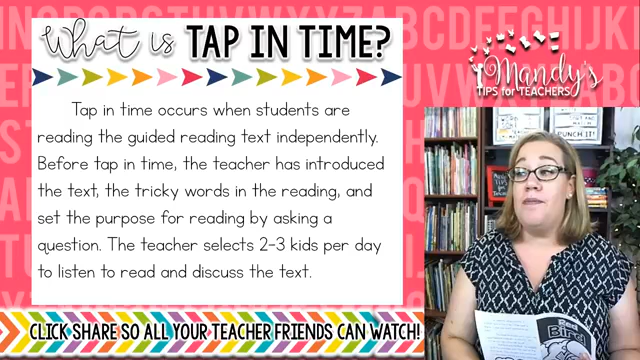 What is TAP IN TIME?
Mandy's
TIPS for TEACHERS
Tap in time occurs when students are
reading the guided reading text independently.
Before tap in time, the teacher has introduced
the text, the tricky words in the reading, and
set the purpose for reading by asking a
question. The teacher selects 2-3 kids per day
to listen to read and discuss the text.
PUNCH IT!
CLICK SHARE SO ALL YOUR TEACHER FRIENDS CAN WATCH!